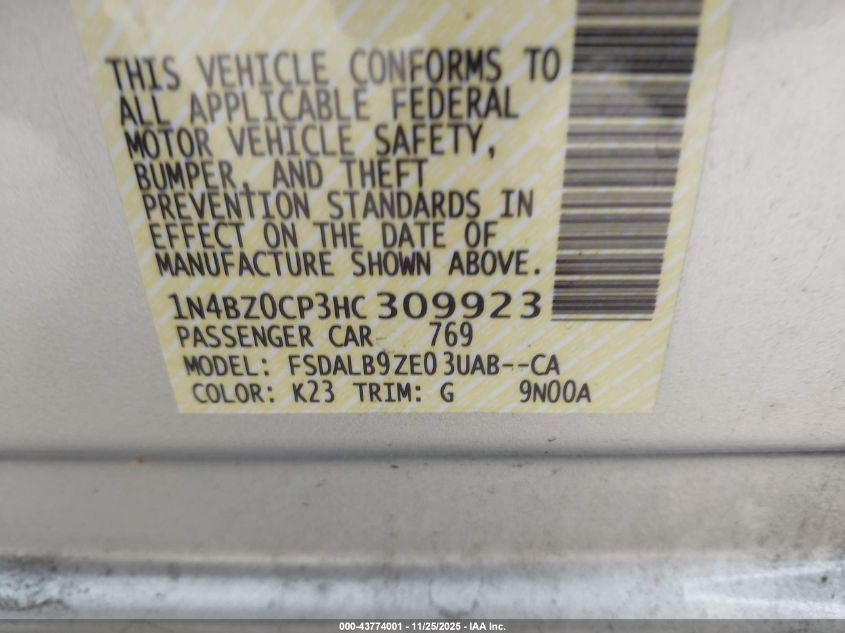 THIS VEHICLE CONFORMS TO
ALL APPLICABLE FEDERAL
MOTOR VEHICLE SAFETY,
BUMPER, AND THEFT
PREVENTION STANDARDS IN
EFFECT ON THE DATE OF
MANUFACTURE SHOWN ABOVE.
1N4BZ0CP3HC309923
PASSENGER CAR 769
MODEL: FSDALB9ZE03UAB--CA
COLOR: K23 TRIM: G 9N00A
000-43774001 - 11/25/2025 - IAA Inc.